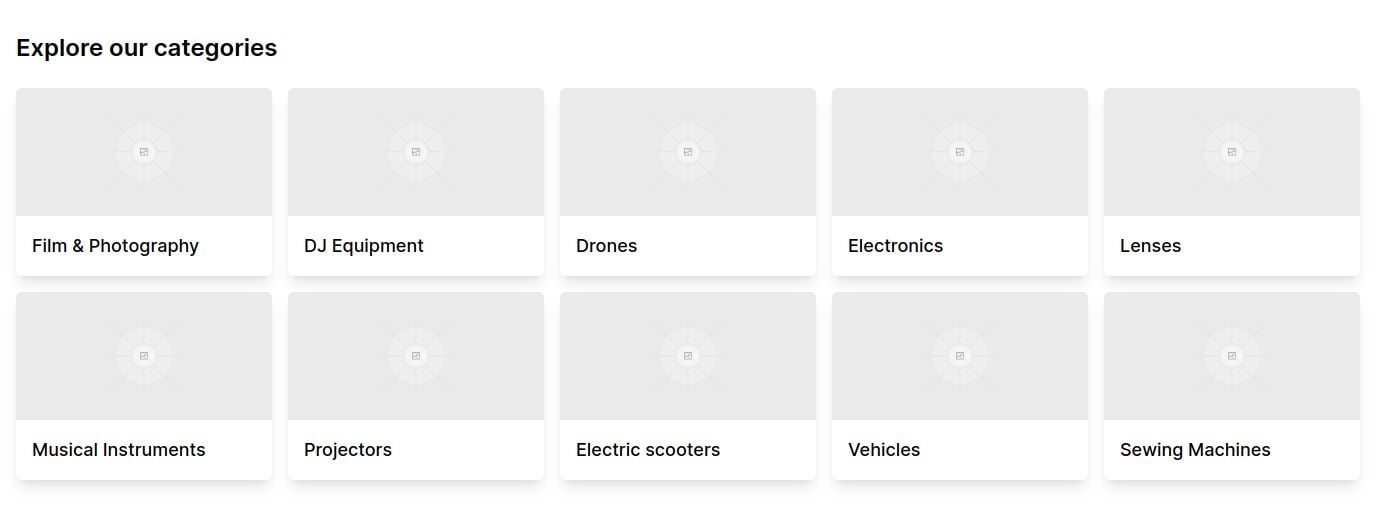 Explore our categories
Film & Photography
DJ Equipment
Drones
Electronics
Lenses
Musical Instruments
Projectors
Electric scooters
Vehicles
Sewing Machines